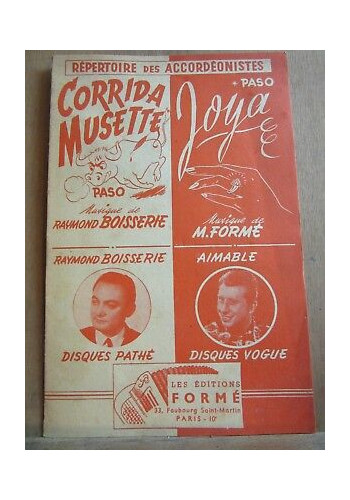 RÉPERTOIRE DES ACCORDÉONISTES
CORRIDA
MUSETTE
PASO
Musique de
RAYMOND BOISSERIE
PASO
Joya
Musique de
M. FORMÉ
RAYMOND BOISSERIE
DISQUES PATHÉ
AIMABLE
DISQUES VOGUE
LES ÉDITIONS
FORMÉ
33, Faubourg Saint-Martin
PARIS - 10e